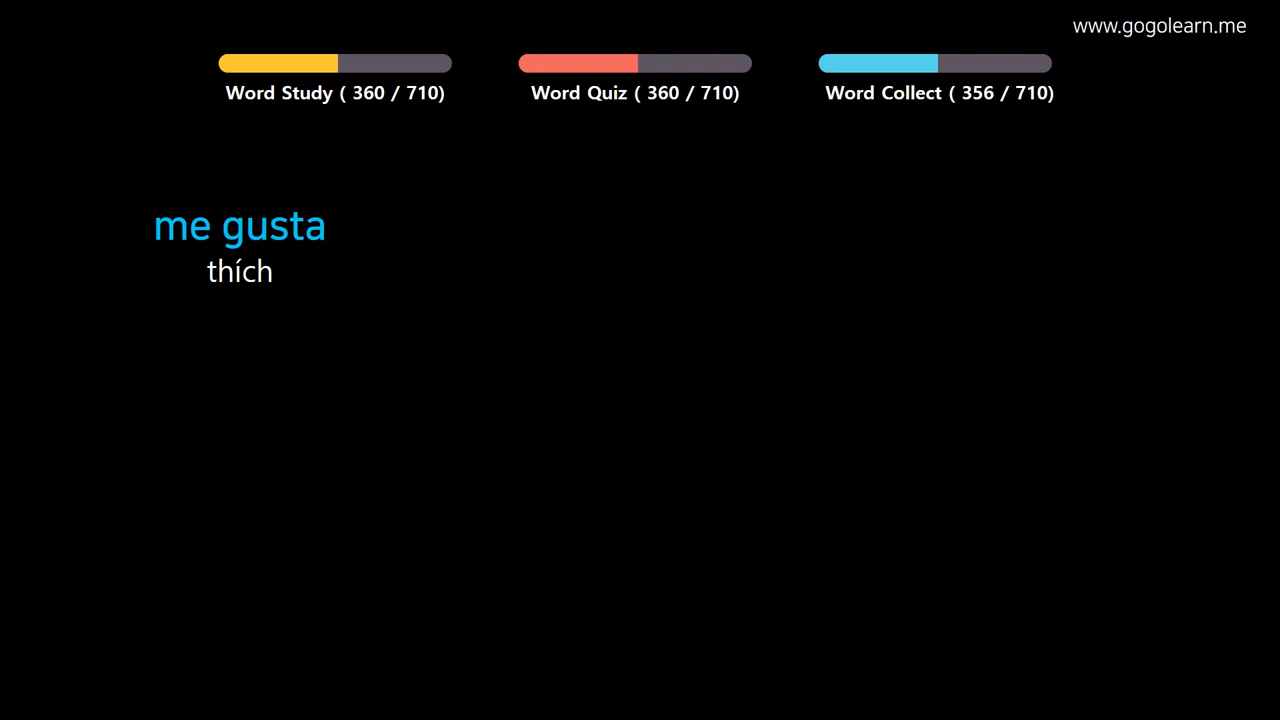 www.gogolearn.me
Word Study ( 360 / 710)
Word Quiz ( 360 / 710)
Word Collect ( 356 / 710)
me gusta
thích